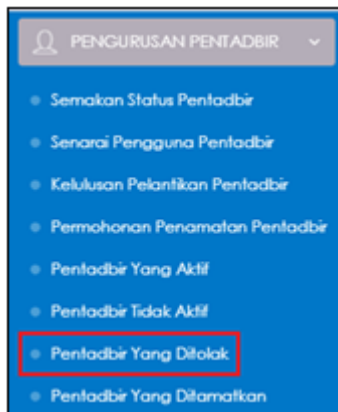 PENGURUSAN PENTADBIR
Semakan Status Pentadbir
Senarai Pengguna Pentadbir
Kelulusan Pelantikan Pentadbir
Permohonan Penamatan Pentadbir
Pentadbir Yang Aktif
Pentadbir Tidak Aktif
Pentadbir Yang Ditolak
Pentadbir Yang Ditamatkan